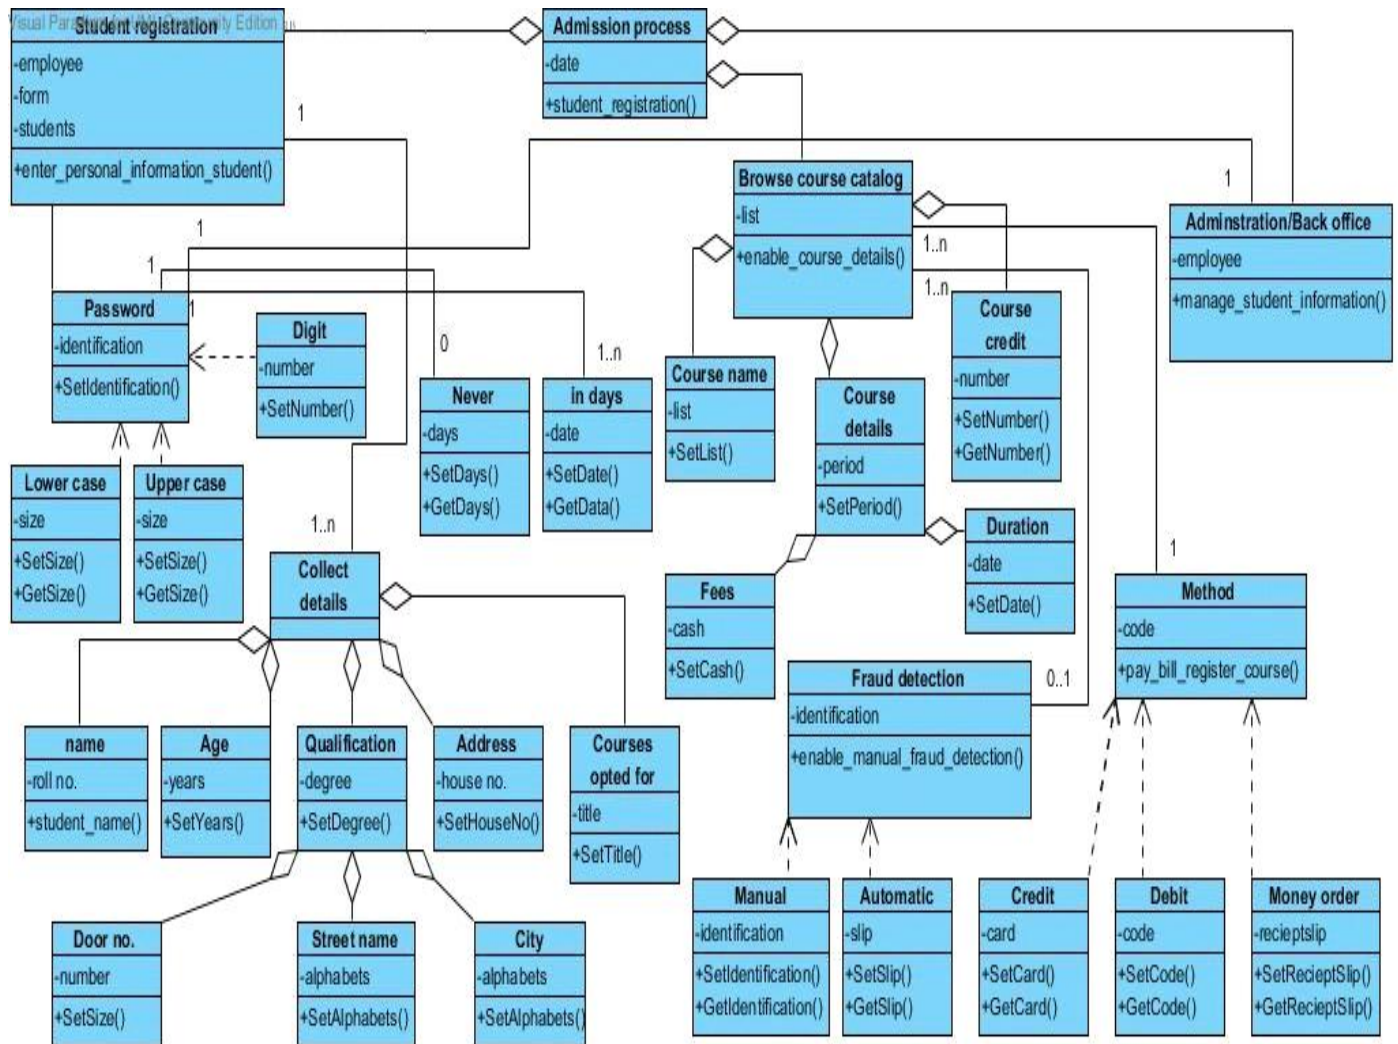 Visual Paradigm for UML Community Edition
Student registration
-employee
-form
-students
+enter_personal_information_student()
Admission process
-date
+student_registration()
1
1
1
1
Browse course catalog
-list
+enable_course_details()
1..n
1..n
1
Adminstration/Back office
-employee
+manage_student_information()
Password
-identification
+SetIdentification()
Digit
-number
+SetNumber()
0
1..n
Never
-days
+SetDays()
+GetDays()
in days
-date
+SetDate()
+GetData()
Course name
-list
+SetList()
Course
details
-period
+SetPeriod()
Course
credit
-number
+SetNumber()
+GetNumber()
Lower case
-size
+SetSize()
+GetSize()
Upper case
-size
+SetSize()
+GetSize()
1..n
Collect
details
Fees
-cash
+SetCash()
Duration
-date
+SetDate()
1
Method
-code
+pay_bill_register_course()
Fraud detection
-identification
+enable_manual_fraud_detection()
0..1
name
-roll no.
+student_name()
Age
-years
+SetYears()
Qualification
-degree
+SetDegree()
Address
-house no.
+SetHouseNo()
Courses
opted for
-title
+SetTitle()
Door no.
-number
+SetSize()
Street name
-alphabets
+SetAlphabets()
City
-alphabets
+SetAlphabets()
Manual
-identification
+SetIdentification()
+GetIdentification()
Automatic
-slip
+SetSlip()
+GetSlip()
Credit
-card
+SetCard()
+GetCard()
Debit
-code
+SetCode()
+GetCode()
Money order
-recieptslip
+SetRecieptSlip()
+GetRecieptSlip()